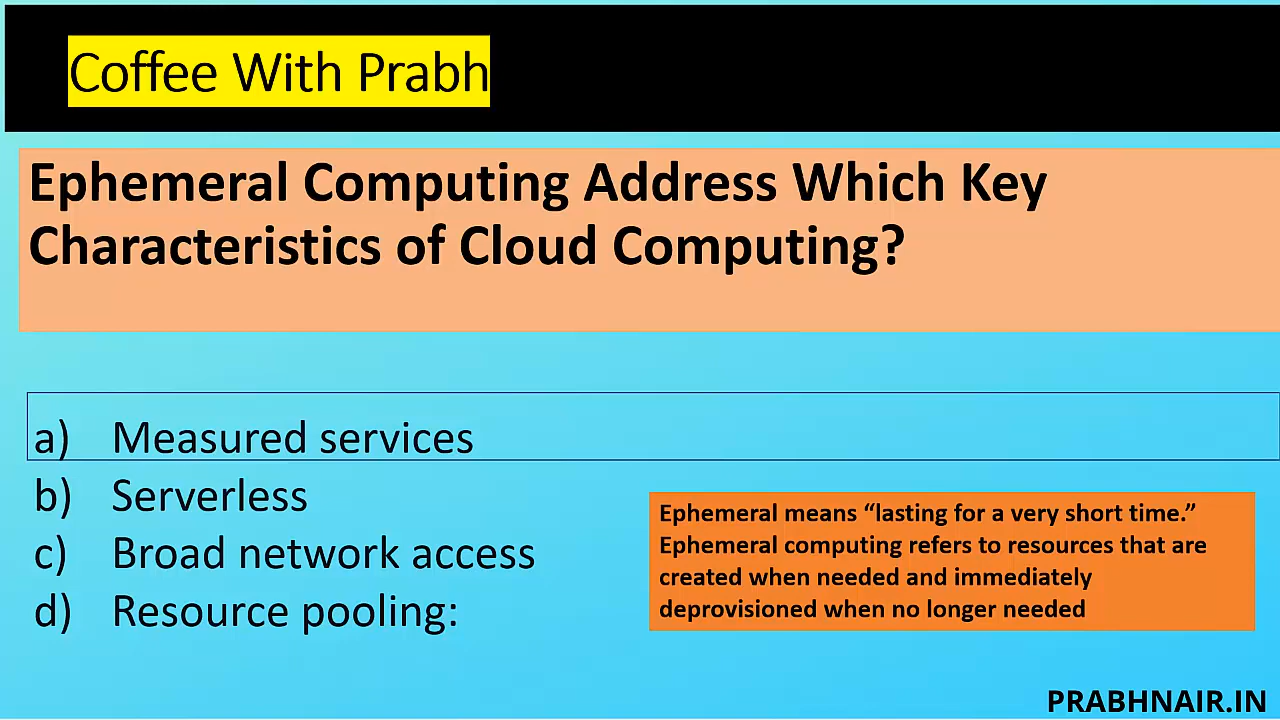 Coffee With Prabh
Ephemeral Computing Address Which Key
Characteristics of Cloud Computing?
a) Measured services
b) Serverless
c) Broad network access
d) Resource pooling:
Ephemeral means “lasting for a very short time.”
Ephemeral computing refers to resources that are
created when needed and immediately
deprovisioned when no longer needed
PRABHNAIR.IN